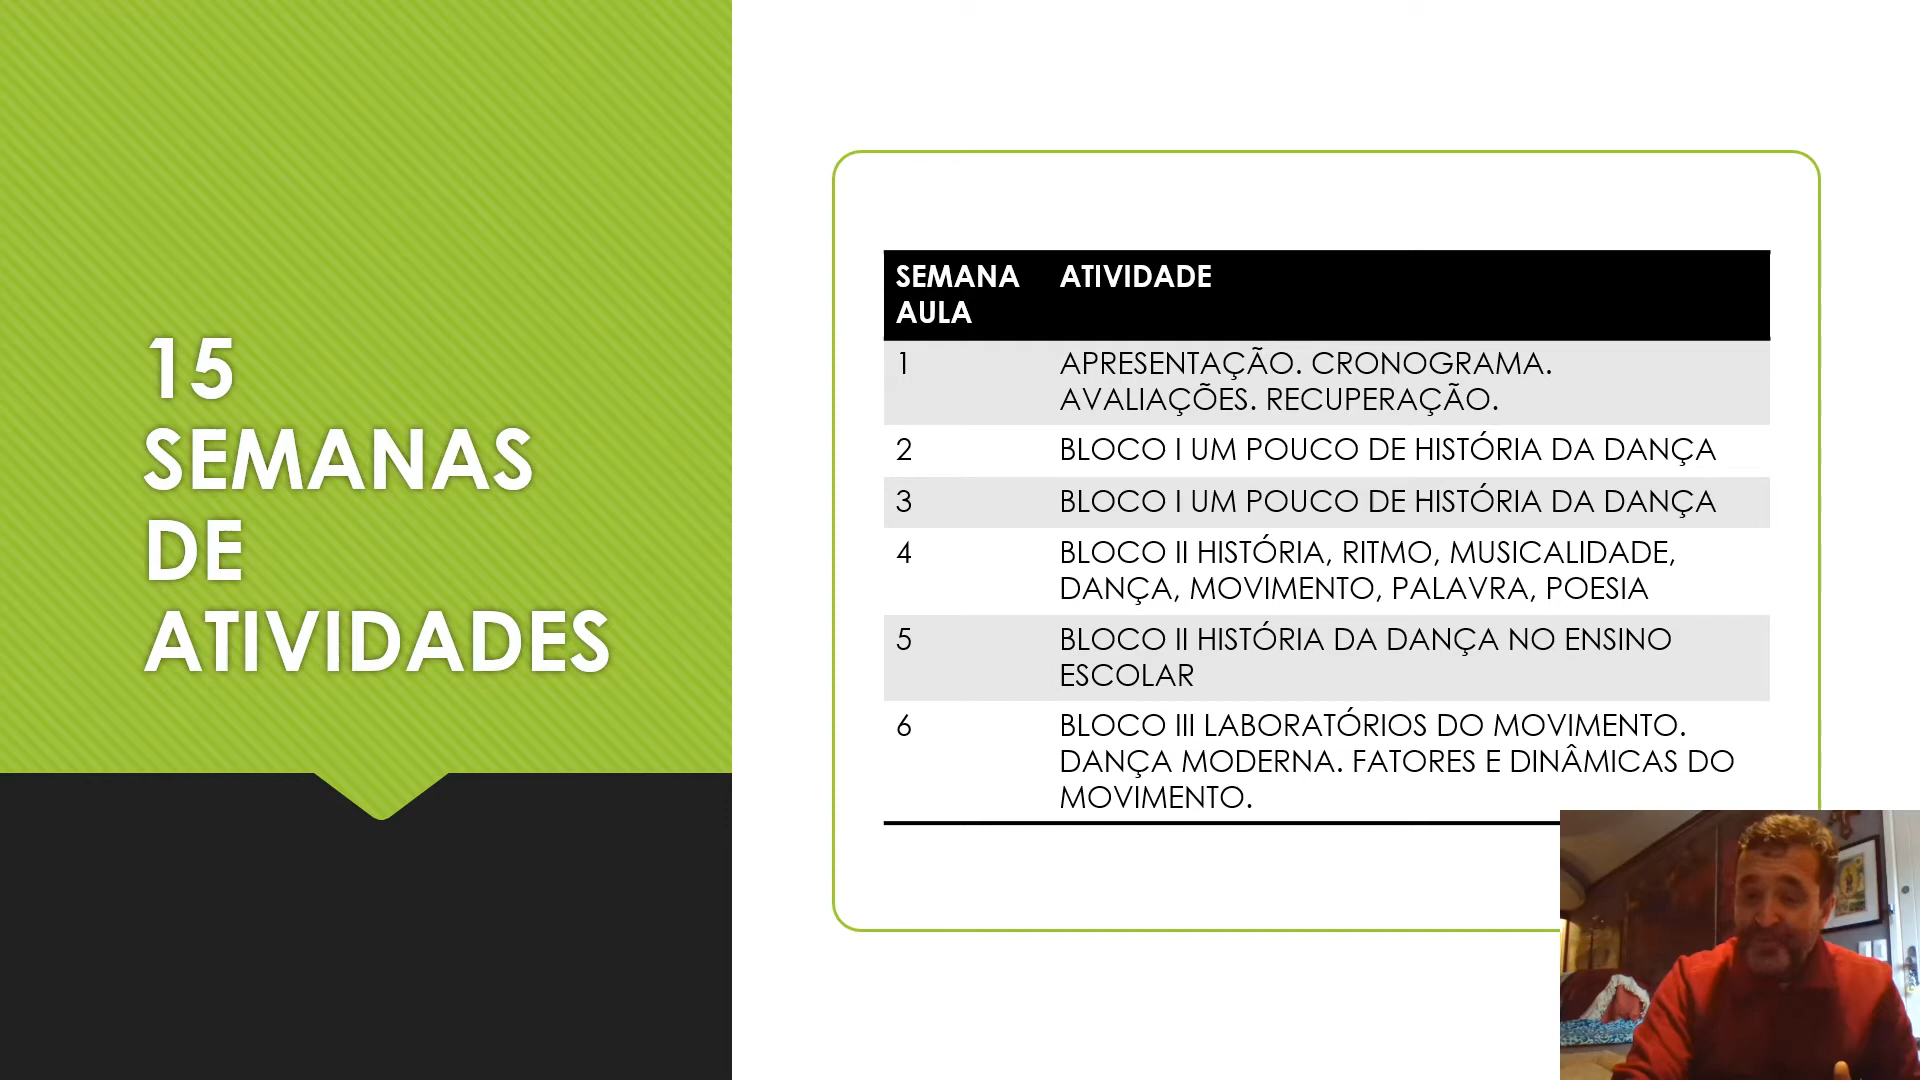 15
SEMANAS
DE
ATIVIDADES
SEMANA ATIVIDADE
AULA
1 APRESENTAÇÃO. CRONOGRAMA.
AVALIAÇÕES. RECUPERAÇÃO.
2 BLOCO I UM POUCO DE HISTÓRIA DA DANÇA
3 BLOCO I UM POUCO DE HISTÓRIA DA DANÇA
4 BLOCO II HISTÓRIA, RITMO, MUSICALIDADE,
DANÇA, MOVIMENTO, PALAVRA, POESIA
5 BLOCO II HISTÓRIA DA DANÇA NO ENSINO
ESCOLAR
6 BLOCO III LABORATÓRIOS DO MOVIMENTO.
DANÇA MODERNA. FATORES E DINÂMICAS DO
MOVIMENTO.